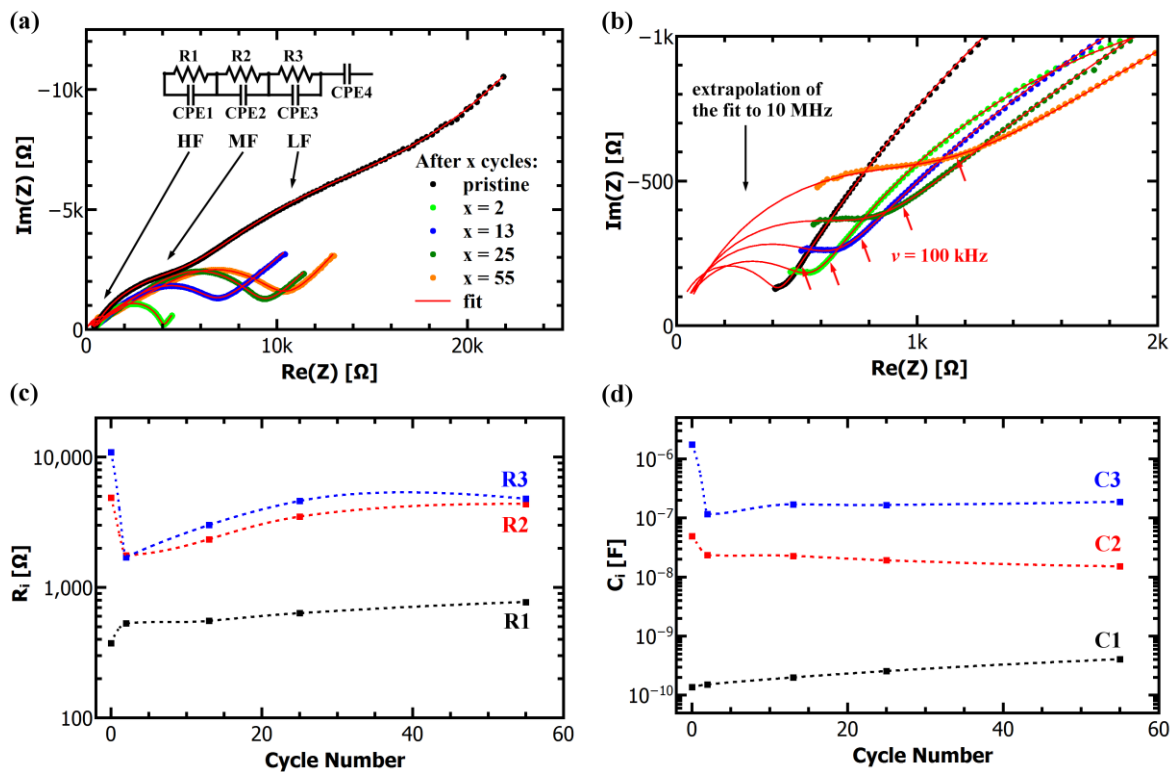 (a)
-10k
-5k
0
Im(Z) [Ω]
R1 R2 R3
CPE1 CPE2 CPE3 CPE4
HF MF LF
After x cycles:
pristine
x = 2
x = 13
x = 25
x = 55
fit
0 10k 20k
Re(Z) [Ω]
(b)
-1k
-500
0
Im(Z) [Ω]
extrapolation of
the fit to 10 MHz
ν = 100 kHz
0 1k 2k
Re(Z) [Ω]
(c)
10,000
1,000
100
Rᵢ [Ω]
R3
R2
R1
0 20 40 60
Cycle Number
(d)
10⁻⁶
10⁻⁷
10⁻⁸
10⁻⁹
10⁻¹⁰
Cᵢ [F]
C3
C2
C1
0 20 40 60
Cycle Number